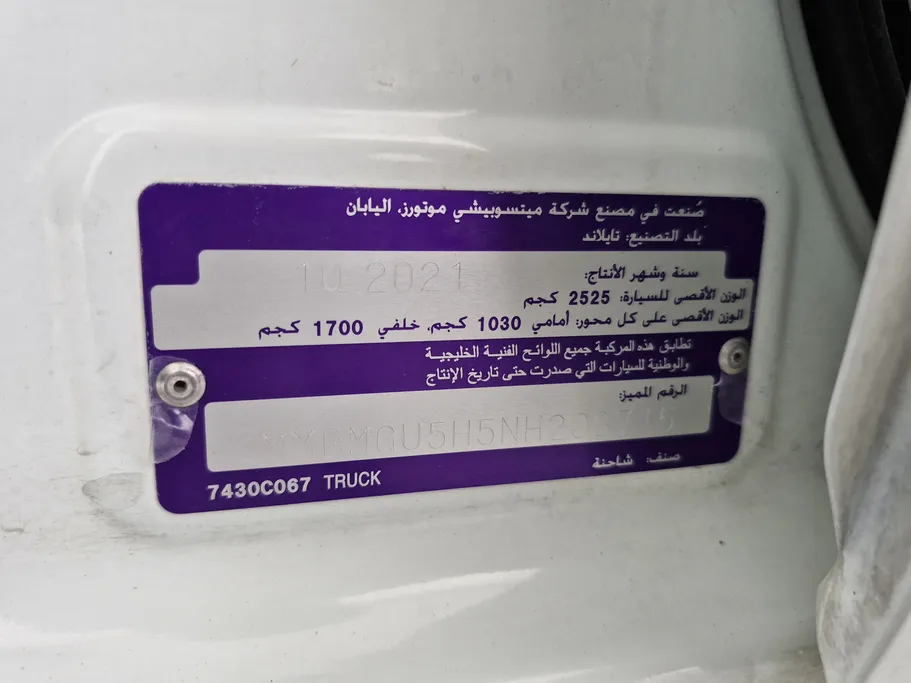 صُنعت في مصنع شركة ميتسوبيشي موتورز. اليابان
بلد التصنيع: تايلاند
سنة وشهر الأنتاج: 10 2021
الوزن الأقصى للسيارة: 2525 كجم
الوزن الأقصى على كل محور: أمامي 1030 كجم. خلفي 1700 كجم
تطابق هذه المركبة جميع اللوائح الفنية الخليجية
والوطنية للسيارات التي صدرت حتى تاريخ الإنتاج
الرقم المميز:
صنف: شاحنة
7430C067 TRUCK